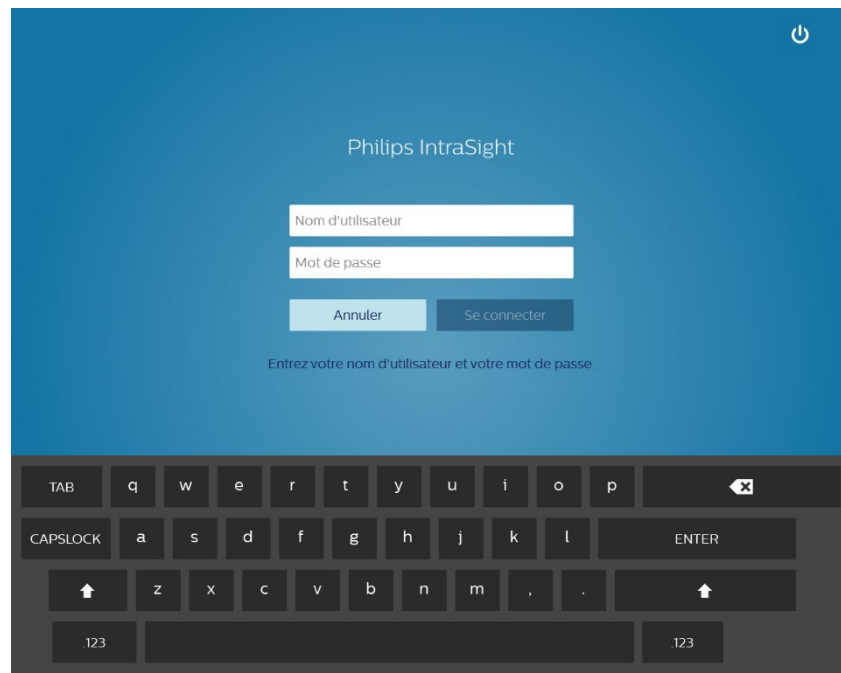 Philips IntraSight
Nom d'utilisateur
Mot de passe
Annuler Se connecter
Entrez votre nom d'utilisateur et votre mot de passe.
TAB q w e r t y u i o p
CAPSLOCK a s d f g h j k l ENTER
z x c v b n m , .
.123 .123